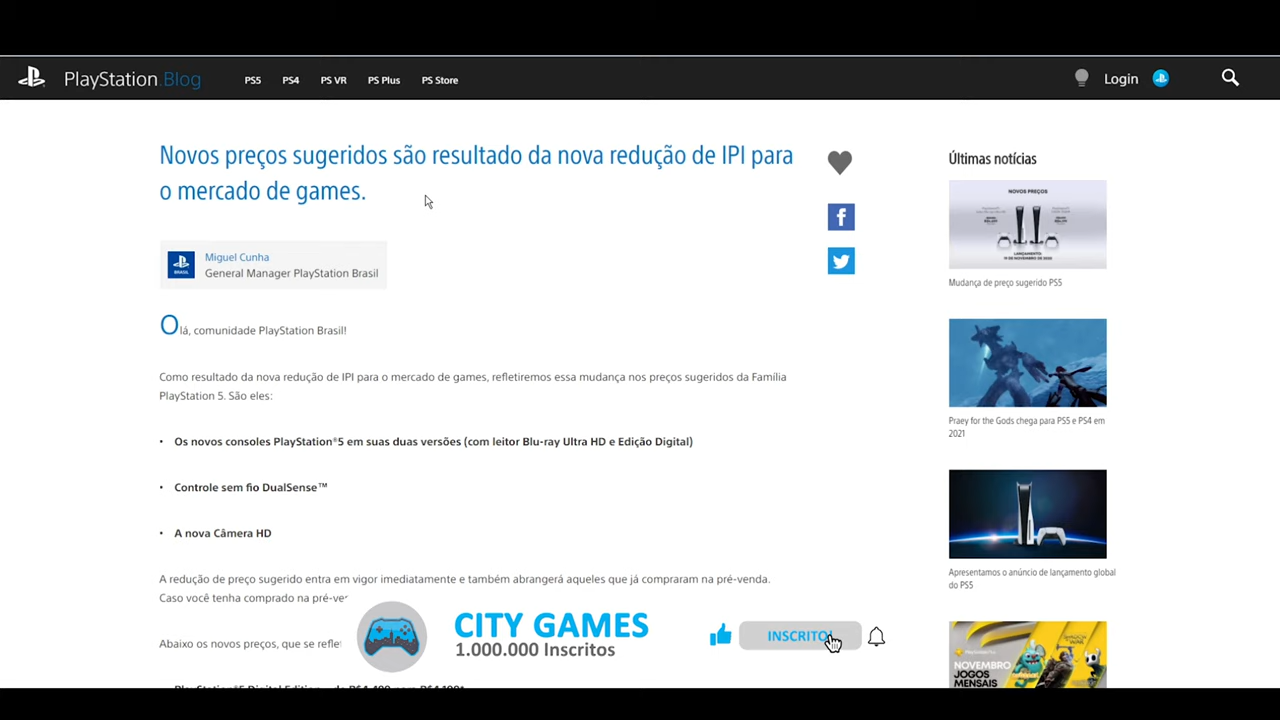 PlayStation.Blog
PS5
PS4
PS VR
PS Plus
PS Store
Login
Novos preços sugeridos são resultado da nova redução de IPI para
o mercado de games.
BRASIL
Miguel Cunha
General Manager PlayStation Brasil
Olá, comunidade PlayStation Brasil!
Como resultado da nova redução de IPI para o mercado de games, refletiremos essa mudança nos preços sugeridos da Família
PlayStation 5. São eles:
• Os novos consoles PlayStation®5 em suas duas versões (com leitor Blu-ray Ultra HD e Edição Digital)
• Controle sem fio DualSense™
• A nova Câmera HD
A redução de preço sugerido entra em vigor imediatamente e também abrangerá aqueles que já compraram na pré-venda.
Caso você tenha comprado na pré-ve
Abaixo os novos preços, que se refle
CITY GAMES
1.000.000 Inscritos
INSCRITO
Últimas notícias
NOVOS PREÇOS
LANÇAMENTO:
Mudança de preço sugerido PS5
Praey for the Gods chega para PS5 e PS4 em
2021
Apresentamos o anúncio de lançamento global
do PS5
NOVEMBRO
JOGOS
MENSAIS